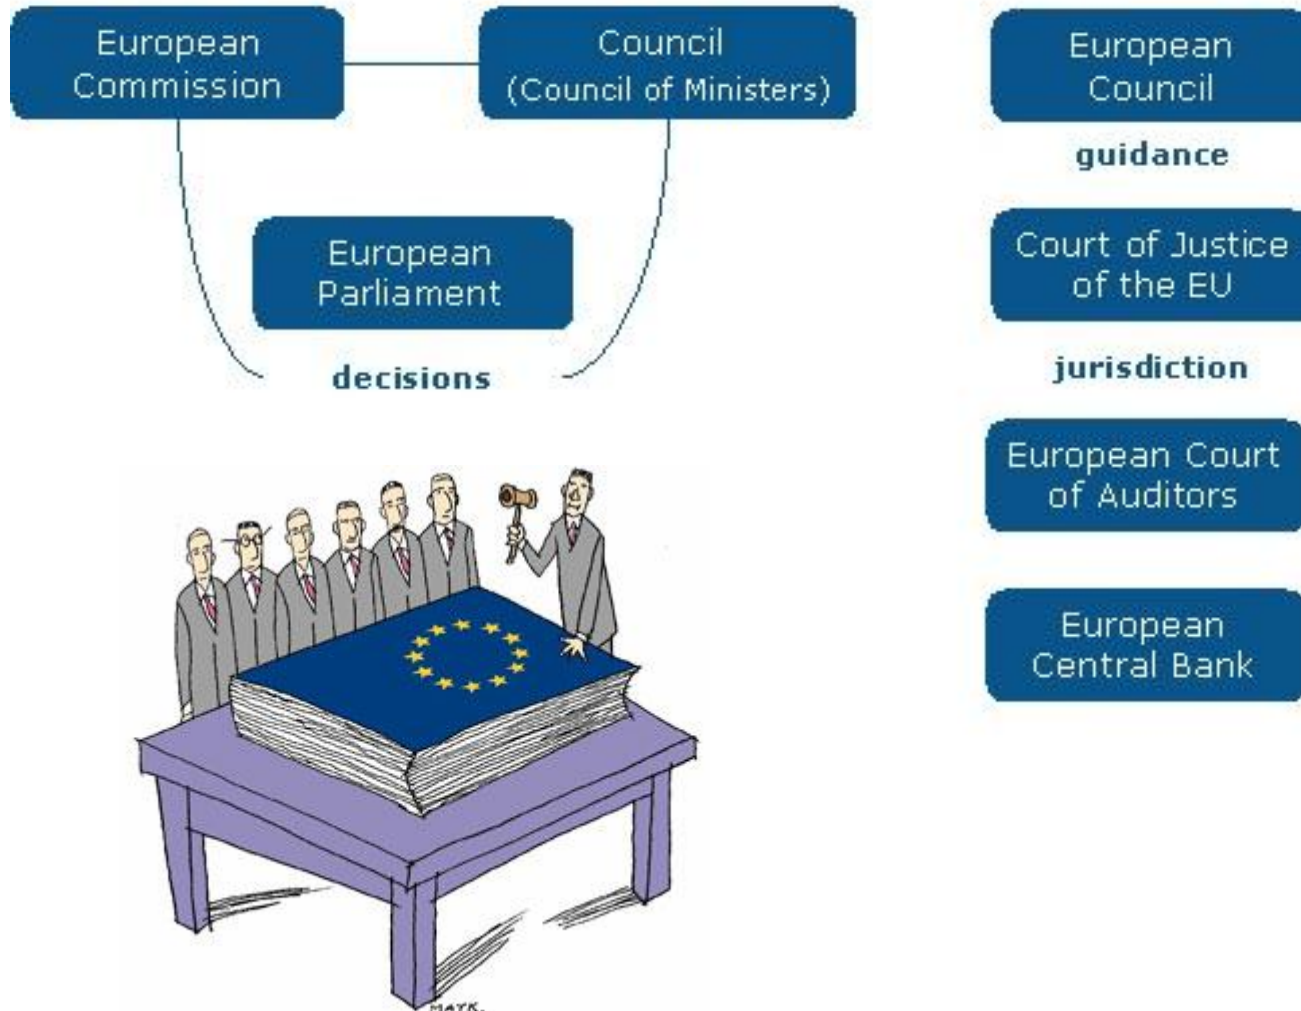 European
Commission
Council
(Council of Ministers)
European
Parliament
decisions
European
Council
guidance
Court of Justice
of the EU
jurisdiction
European Court
of Auditors
European
Central Bank
MAYK.